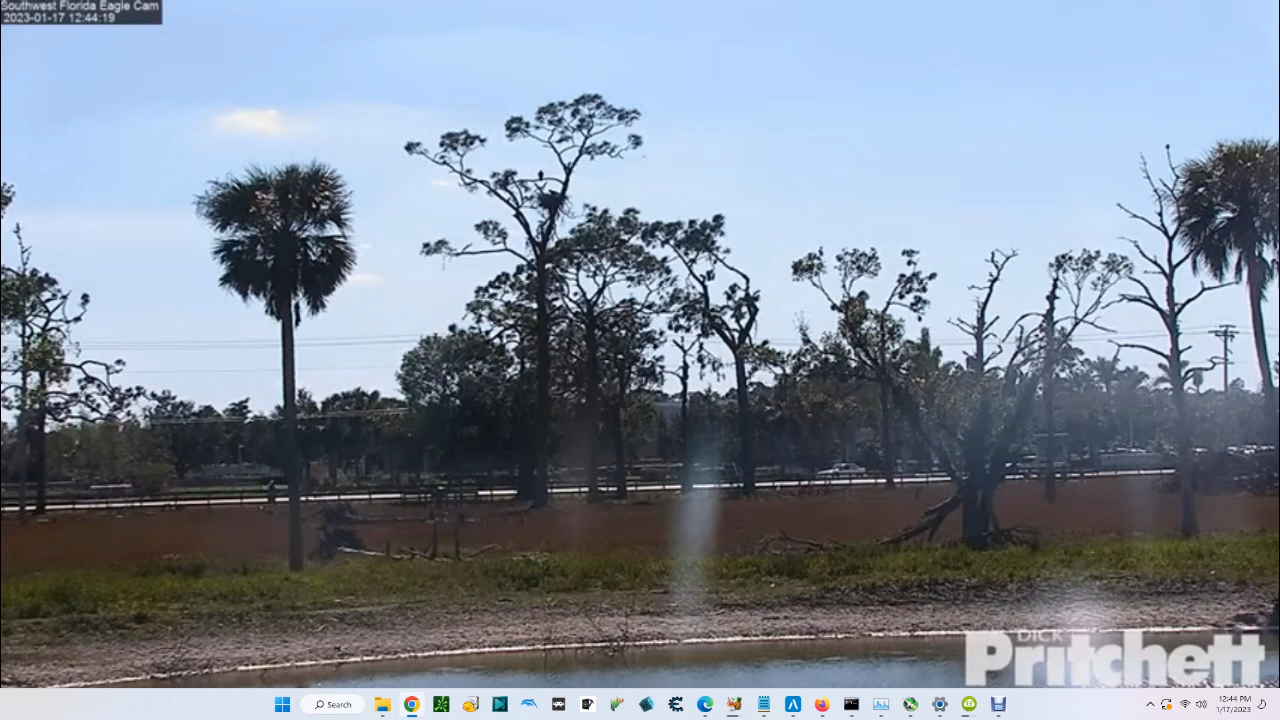 Southwest Florida Eagle Cam
2023-01-17 12:44:19
DICK
Pritchett
Search
12:44 PM
1/17/2023